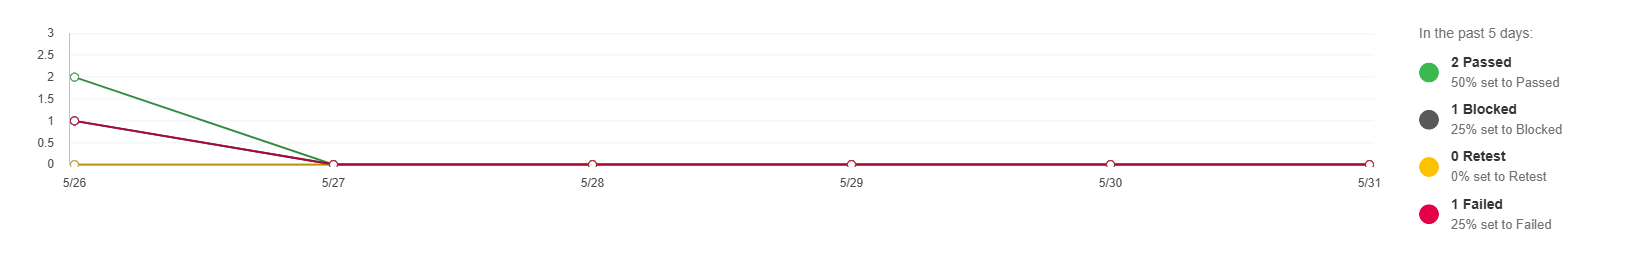 3
2.5
2
1.5
1
0.5
0
5/26
5/27
5/28
5/29
5/30
5/31
In the past 5 days:
2 Passed
50% set to Passed
1 Blocked
25% set to Blocked
0 Retest
0% set to Retest
1 Failed
25% set to Failed